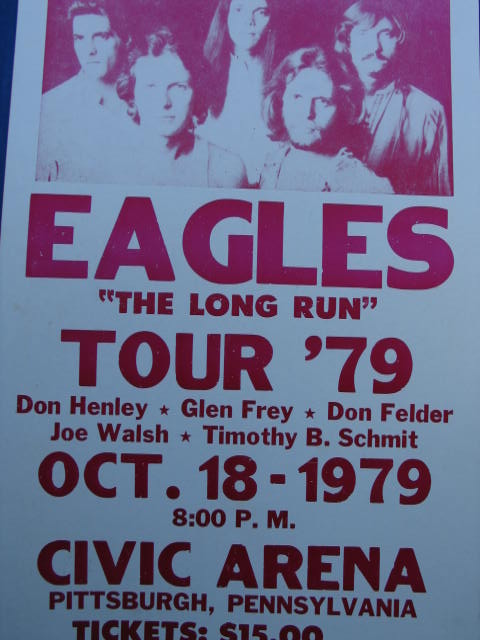 EAGLES
"THE LONG RUN"
TOUR '79
Don Henley ★ Glen Frey ★ Don Felder
Joe Walsh ★ Timothy B. Schmit
OCT. 18 - 1979
8:00 P. M.
CIVIC ARENA
PITTSBURGH, PENNSYLVANIA
TICKETS: $15.00